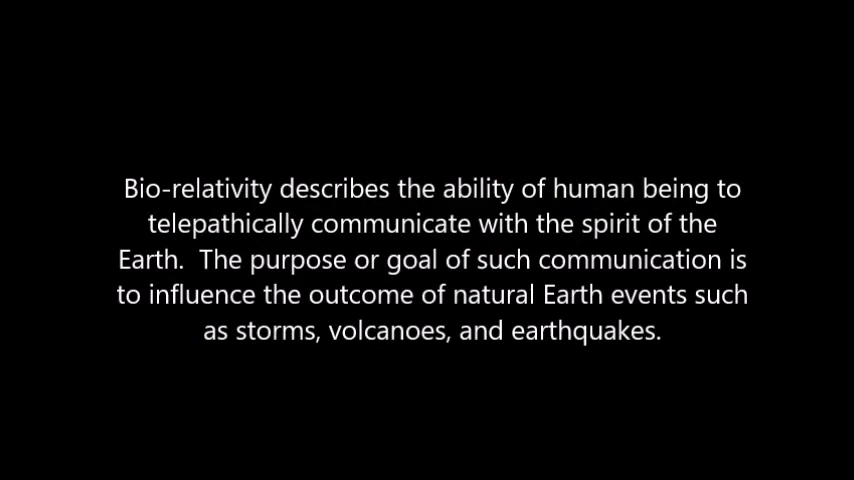 Bio-relativity describes the ability of human being to
telepathically communicate with the spirit of the
Earth.  The purpose or goal of such communication is
to influence the outcome of natural Earth events such
as storms, volcanoes, and earthquakes.